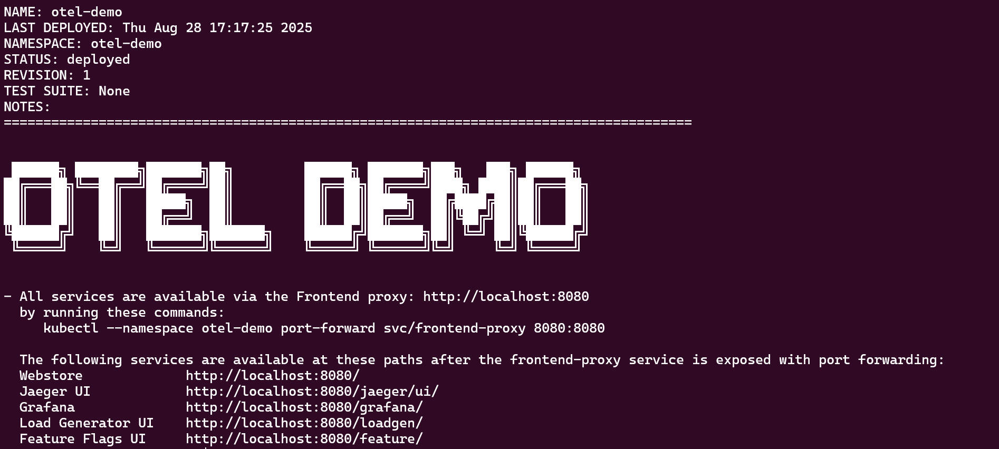 NAME: otel-demo
LAST DEPLOYED: Thu Aug 28 17:17:25 2025
NAMESPACE: otel-demo
STATUS: deployed
REVISION: 1
TEST SUITE: None
NOTES:
=======================================================================================
OTEL DEMO
- All services are available via the Frontend proxy: http://localhost:8080
by running these commands:
kubectl --namespace otel-demo port-forward svc/frontend-proxy 8080:8080
The following services are available at these paths after the frontend-proxy service is exposed with port forwarding:
Webstore http://localhost:8080/
Jaeger UI http://localhost:8080/jaeger/ui/
Grafana http://localhost:8080/grafana/
Load Generator UI http://localhost:8080/loadgen/
Feature Flags UI http://localhost:8080/feature/